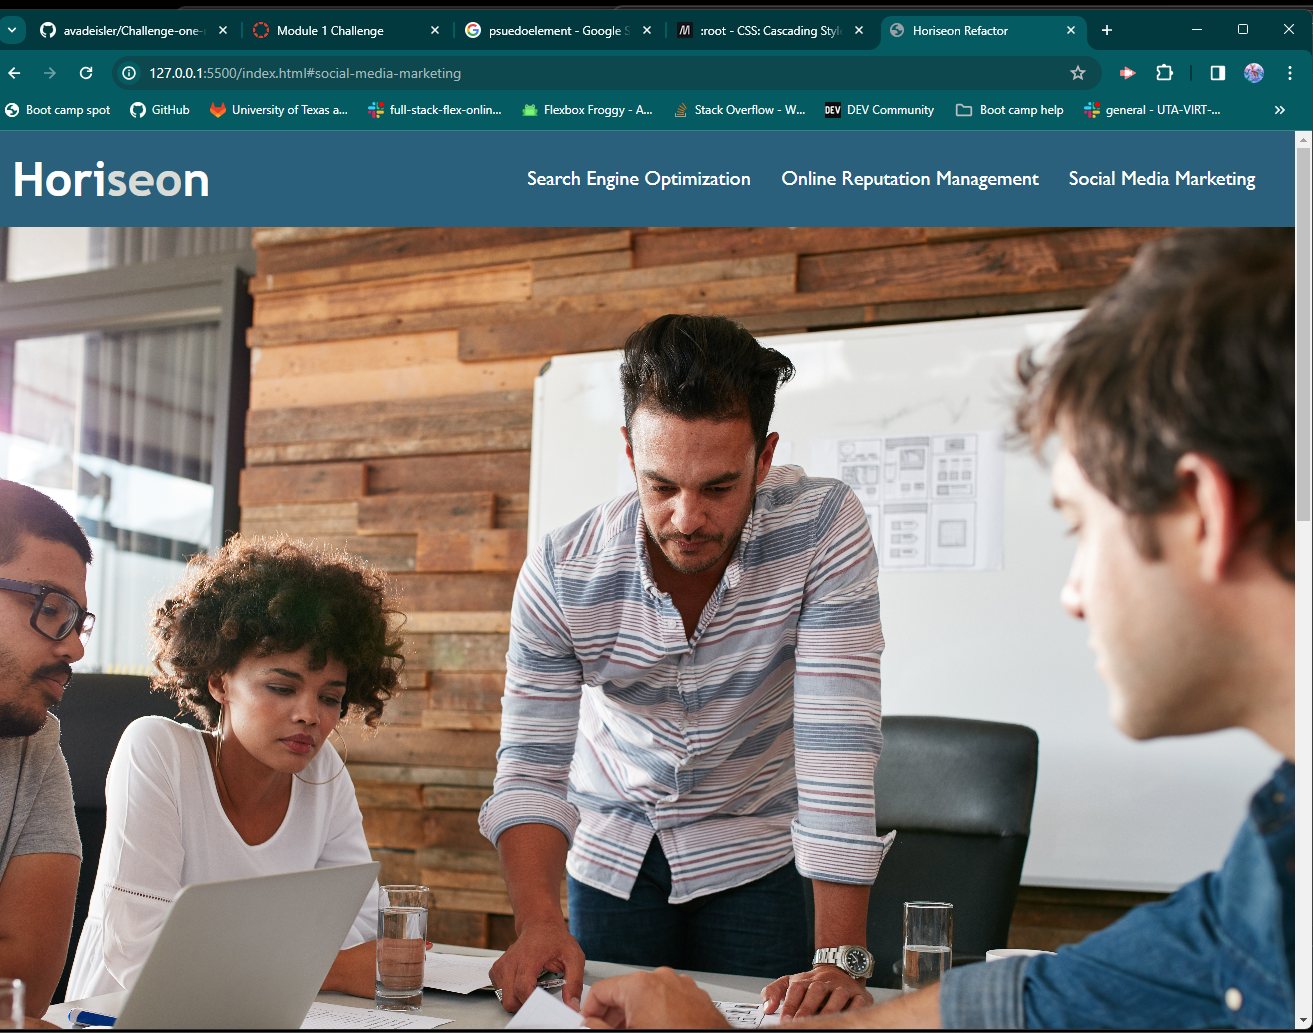 avadeisler/Challenge-one-
Module 1 Challenge
psuedoelement - Google S
:root - CSS: Cascading Style
Horiseon Refactor
127.0.0.1:5500/index.html#social-media-marketing
Boot camp spot
GitHub
University of Texas a...
full-stack-flex-onlin...
Flexbox Froggy - A...
Stack Overflow - W...
DEV
DEV Community
Boot camp help
general - UTA-VIRT-...
Horiseon
Search Engine Optimization
Online Reputation Management
Social Media Marketing